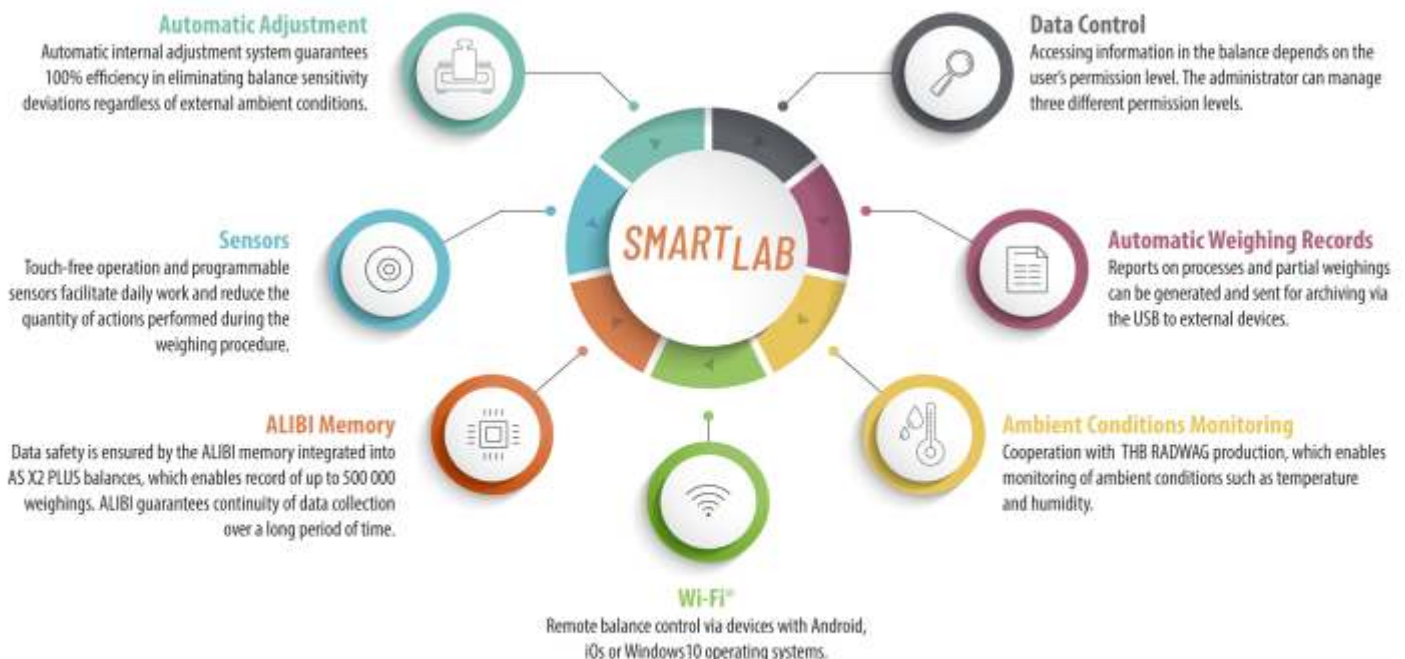 Automatic Adjustment
Automatic internal adjustment system guarantees
100% efficiency in eliminating balance sensitivity
deviations regardless of external ambient conditions.
Data Control
Accessing information in the balance depends on the
user's permission level. The administrator can manage
three different permission levels.
SMARTLAB
Sensors
Touch-free operation and programmable
sensors facilitate daily work and reduce the
quantity of actions performed during the
weighing procedure.
Automatic Weighing Records
Reports on processes and partial weighings
can be generated and sent for archiving via
the USB to external devices.
ALIBI Memory
Data safety is ensured by the ALIBI memory integrated into
AS X2 PLUS balances, which enables record of up to 500 000
weighings. ALIBI guarantees continuity of data collection
over a long period of time.
Ambient Conditions Monitoring
Cooperation with THB RADWAG production, which enables
monitoring of ambient conditions such as temperature
and humidity.
Wi-Fi®
Remote balance control via devices with Android,
iOs or Windows10 operating systems.